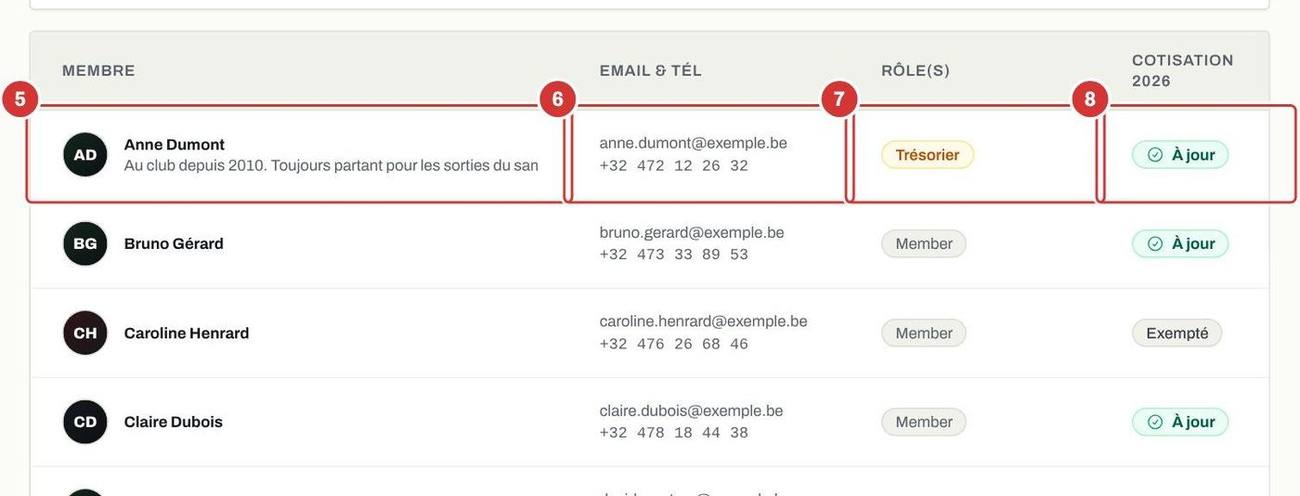 MEMBRE EMAIL & TÉL RÔLE(S) COTISATION
2026
5 6 7 8
AD Anne Dumont anne.dumont@exemple.be Trésorier À jour
Au club depuis 2010. Toujours partant pour les sorties du san +32 472 12 26 32
BG Bruno Gérard bruno.gerard@exemple.be Member À jour
+32 473 33 89 53
CH Caroline Henrard caroline.henrard@exemple.be Member Exempté
+32 476 26 68 46
CD Claire Dubois claire.dubois@exemple.be Member À jour
+32 478 18 44 38